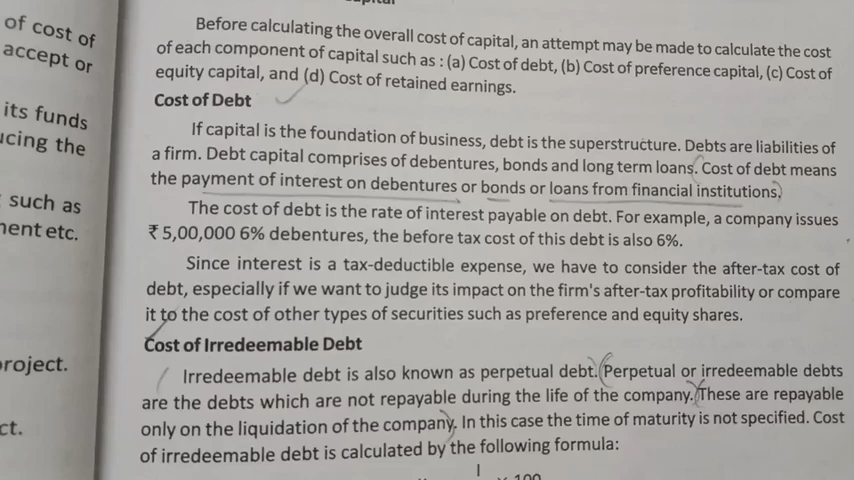 of cost of
accept or
its funds
ucing the
such as
nent etc.
project.
ct.
Before calculating the overall cost of capital, an attempt may be made to calculate the cost
of each component of capital such as : (a) Cost of debt, (b) Cost of preference capital, (c) Cost of
equity capital, and (d) Cost of retained earnings.
Cost of Debt
If capital is the foundation of business, debt is the superstructure. Debts are liabilities of
a firm. Debt capital comprises of debentures, bonds and long term loans. Cost of debt means
the payment of interest on debentures or bonds or loans from financial institutions.
The cost of debt is the rate of interest payable on debt. For example, a company issues
₹ 5,00,000 6% debentures, the before tax cost of this debt is also 6%.
Since interest is a tax-deductible expense, we have to consider the after-tax cost of
debt, especially if we want to judge its impact on the firm's after-tax profitability or compare
it to the cost of other types of securities such as preference and equity shares.
Cost of Irredeemable Debt
Irredeemable debt is also known as perpetual debt. Perpetual or irredeemable debts
are the debts which are not repayable during the life of the company. These are repayable
only on the liquidation of the company. In this case the time of maturity is not specified. Cost
of irredeemable debt is calculated by the following formula:
I
× 100